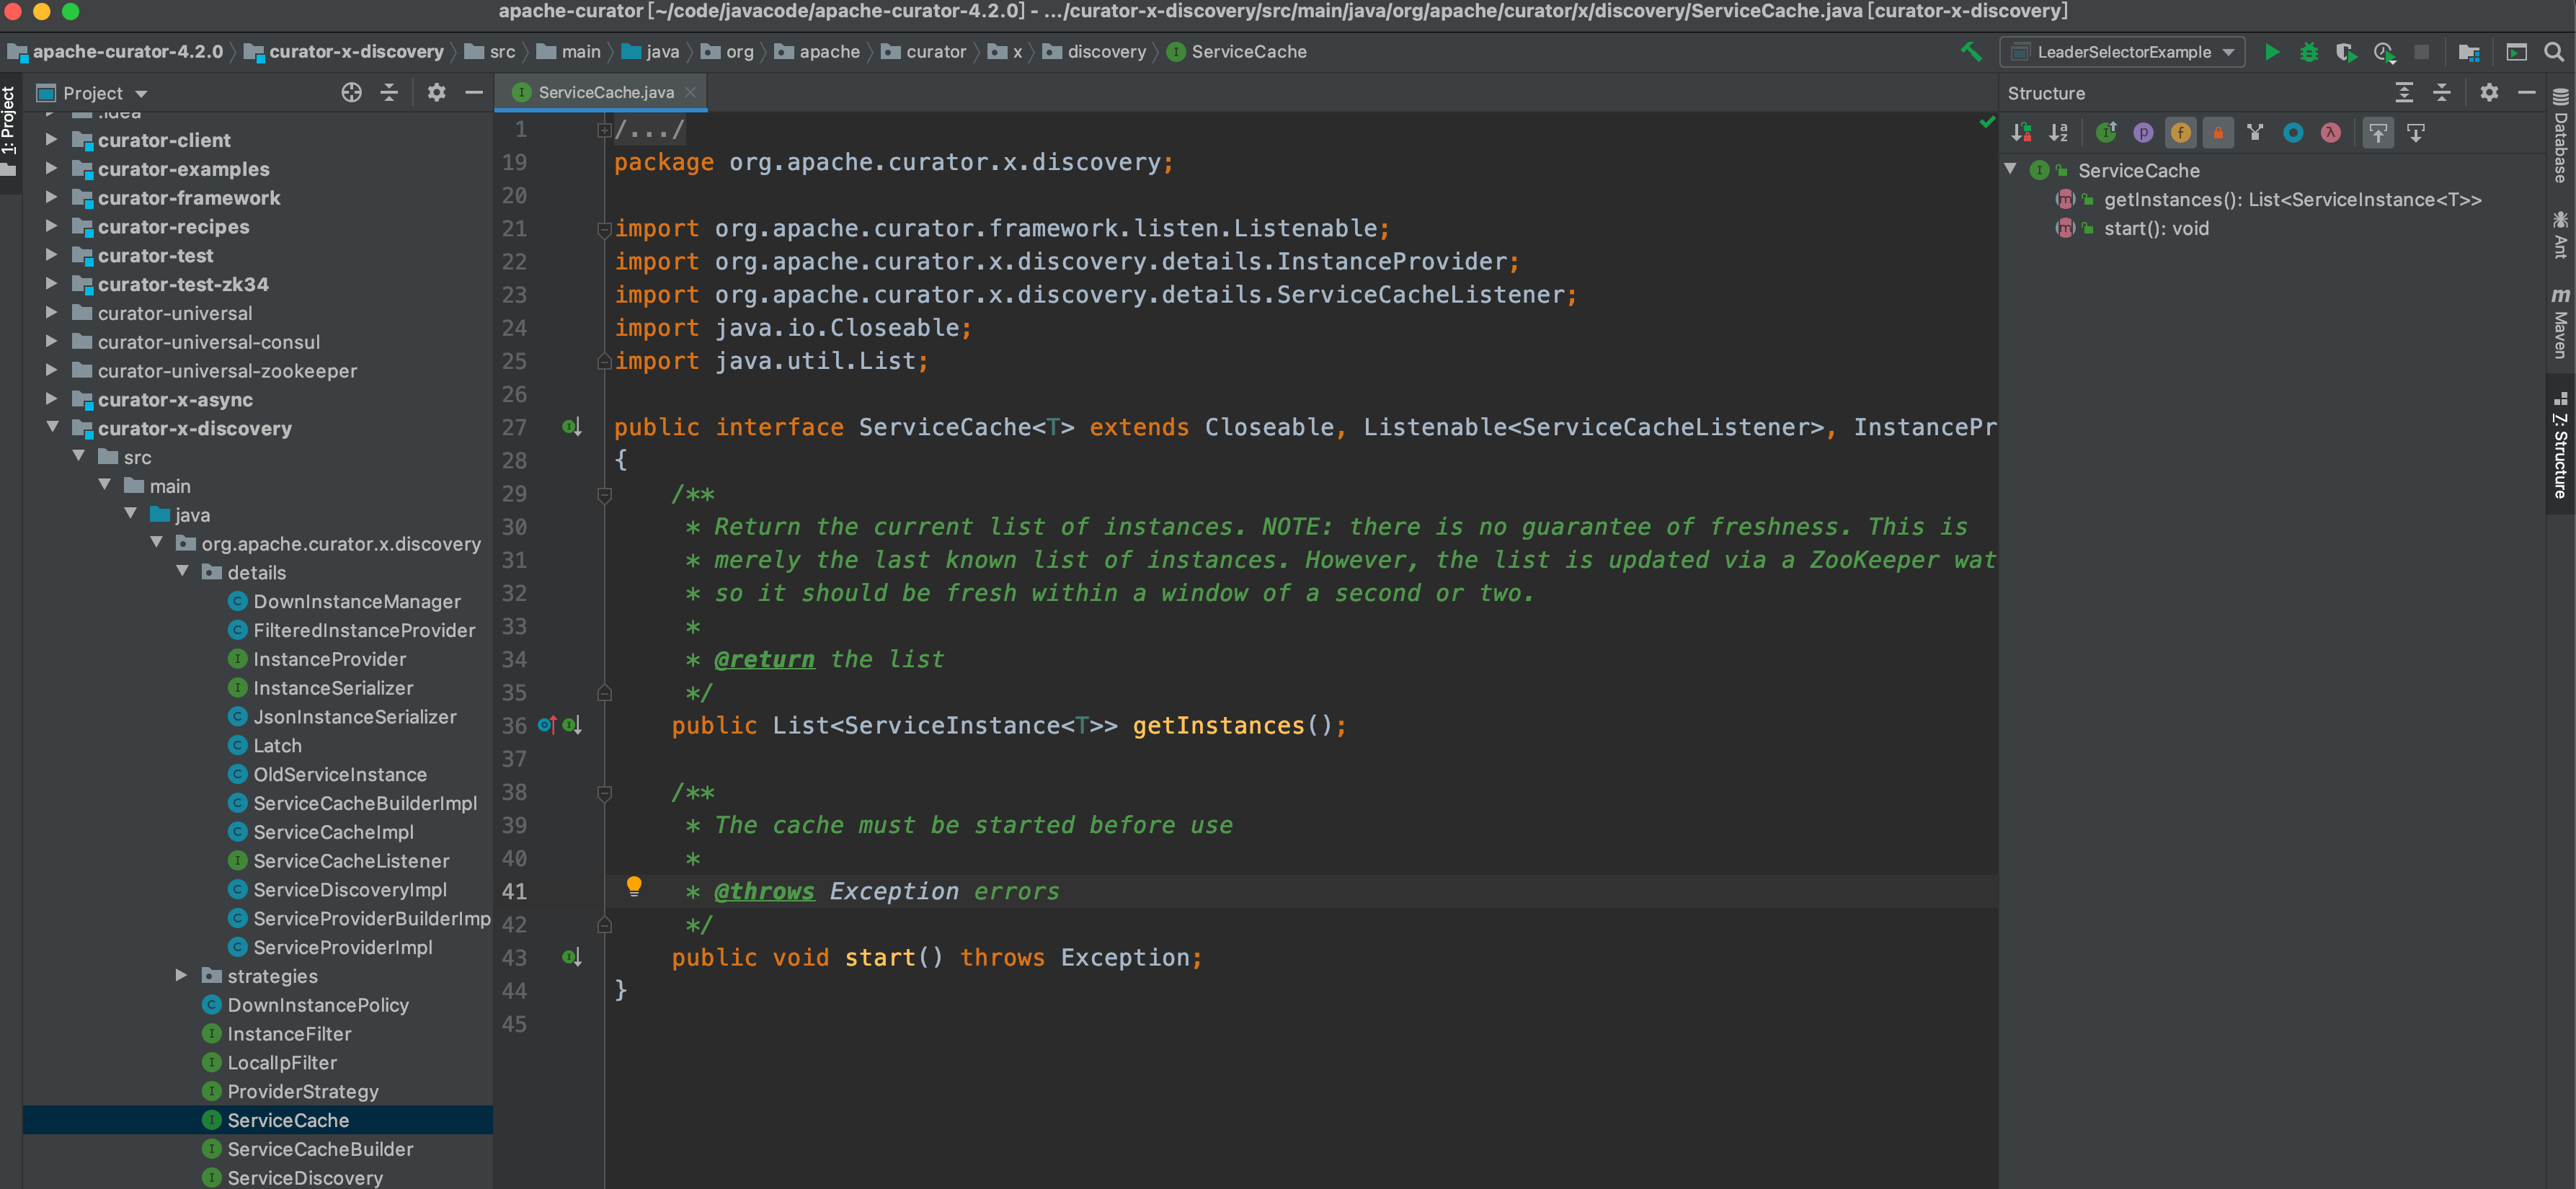 apache-curator [~/code/javacode/apache-curator-4.2.0] - .../curator-x-discovery/src/main/java/org/apache/curator/x/discovery/ServiceCache.java [curator-x-discovery]
apache-curator-4.2.0 curator-x-discovery src main java org apache curator x discovery ServiceCache LeaderSelectorExample
1: Project
Project
.idea
curator-client
curator-examples
curator-framework
curator-recipes
curator-test
curator-test-zk34
curator-universal
curator-universal-consul
curator-universal-zookeeper
curator-x-async
curator-x-discovery
src
main
java
org.apache.curator.x.discovery
details
DownInstanceManager
FilteredInstanceProvider
InstanceProvider
InstanceSerializer
JsonInstanceSerializer
Latch
OldServiceInstance
ServiceCacheBuilderImpl
ServiceCacheImpl
ServiceCacheListener
ServiceDiscoveryImpl
ServiceProviderBuilderImp
ServiceProviderImpl
strategies
DownInstancePolicy
InstanceFilter
LocalIpFilter
ProviderStrategy
ServiceCache
ServiceCacheBuilder
ServiceDiscovery
ServiceCache.java
1 /.../
19 package org.apache.curator.x.discovery;
20
21 import org.apache.curator.framework.listen.Listenable;
22 import org.apache.curator.x.discovery.details.InstanceProvider;
23 import org.apache.curator.x.discovery.details.ServiceCacheListener;
24 import java.io.Closeable;
25 import java.util.List;
26
27 public interface ServiceCache<T> extends Closeable, Listenable<ServiceCacheListener>, InstancePr
28 {
29 /**
30 * Return the current list of instances. NOTE: there is no guarantee of freshness. This is
31 * merely the last known list of instances. However, the list is updated via a ZooKeeper wat
32 * so it should be fresh within a window of a second or two.
33 *
34 * @return the list
35 */
36 public List<ServiceInstance<T>> getInstances();
37
38 /**
39 * The cache must be started before use
40 *
41 * @throws Exception errors
42 */
43 public void start() throws Exception;
44 }
45
Structure
ServiceCache
getInstances(): List<ServiceInstance<T>>
start(): void
Database
Ant
Maven
7: Structure